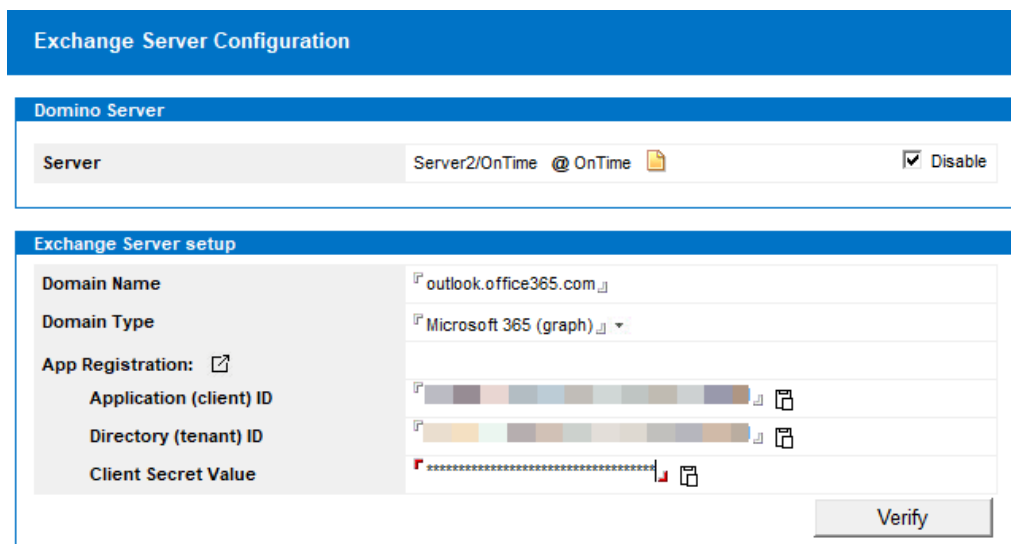 Exchange Server Configuration
Domino Server
Server Server2/OnTime @ OnTime Disable
Exchange Server setup
Domain Name outlook.office365.com
Domain Type Microsoft 365 (graph)
App Registration:
Application (client) ID
Directory (tenant) ID
Client Secret Value ************************************
Verify